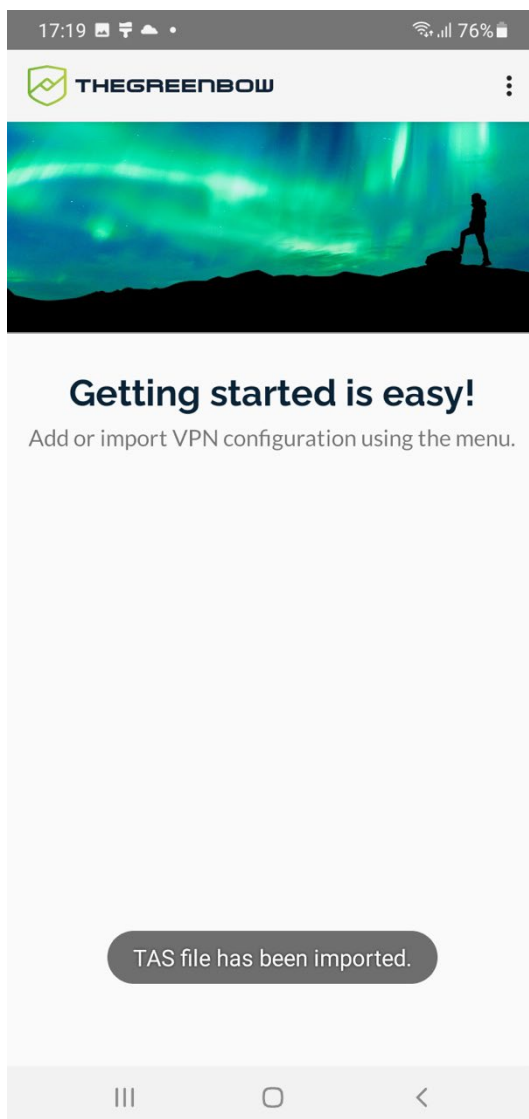 17:19
76%
THEGREENBOW
Getting started is easy!
Add or import VPN configuration using the menu.
TAS file has been imported.